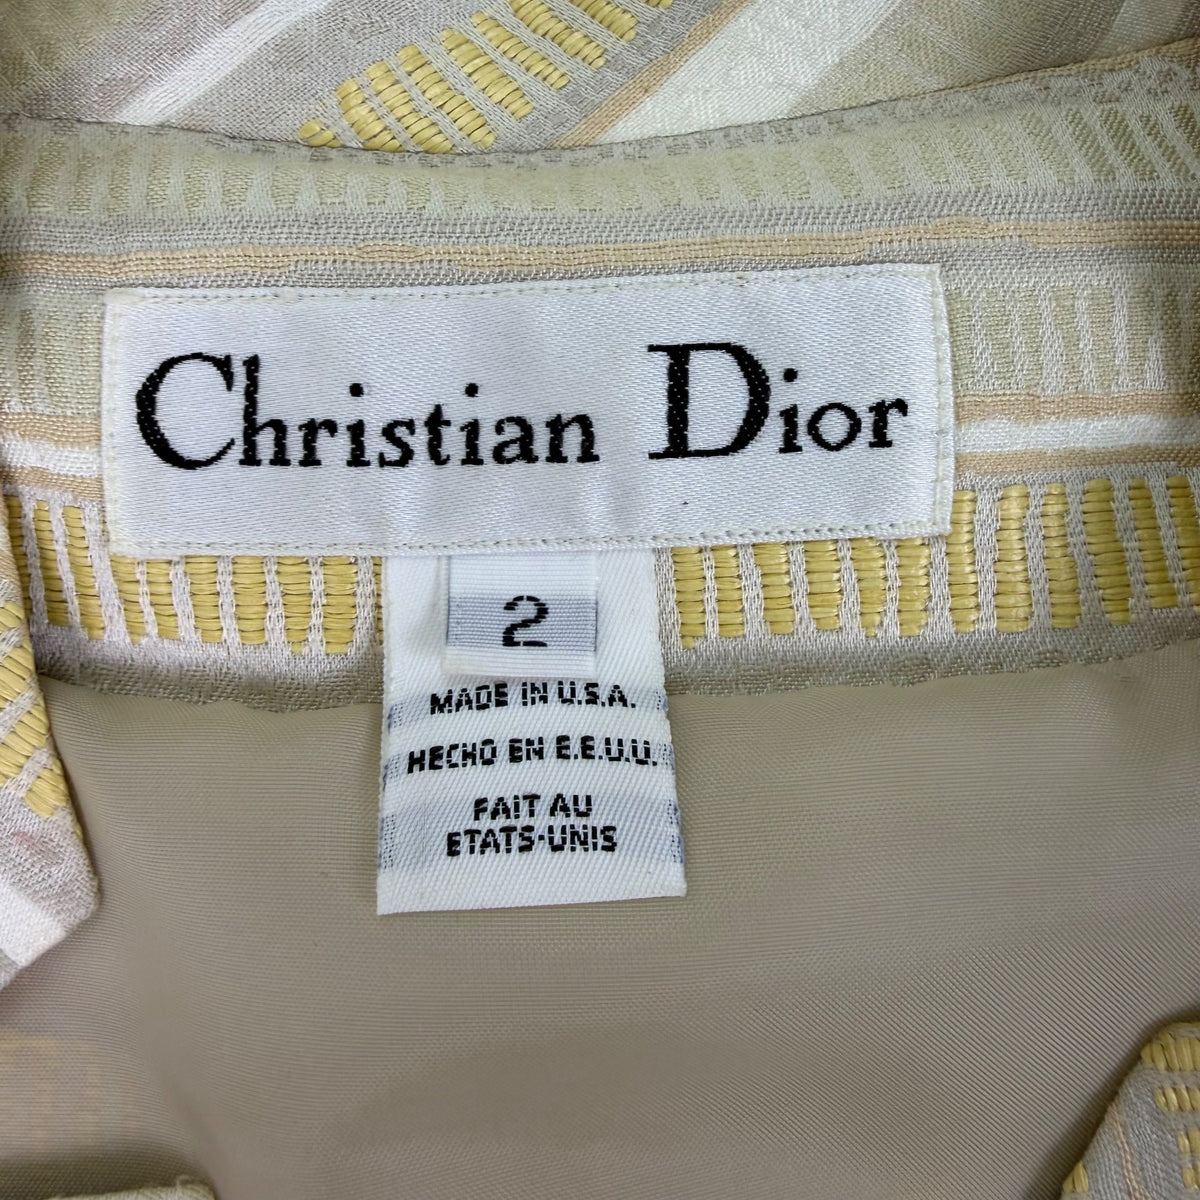 Christian Dior
2
MADE IN U.S.A.
HECHO EN E.E.U.U.
FAIT AU
ETATS-UNIS